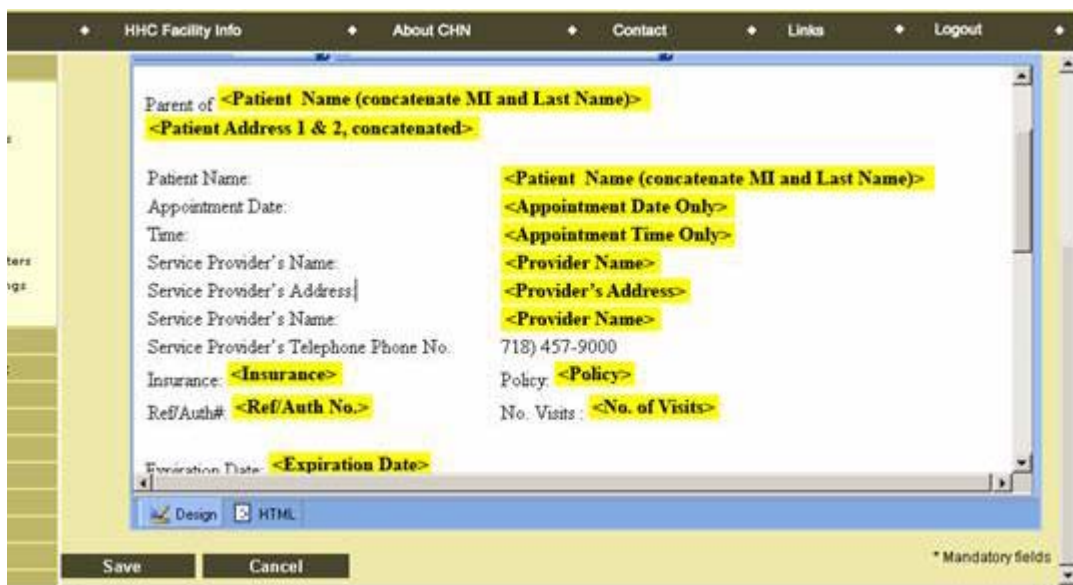 HHC Facility Info About CHN Contact Links Logout
Parent of <Patient Name (concatenate MI and Last Name)>
<Patient Address 1 & 2, concatenated>
Patient Name: <Patient Name (concatenate MI and Last Name)>
Appointment Date: <Appointment Date Only>
Time: <Appointment Time Only>
Service Provider's Name: <Provider Name>
Service Provider's Address: <Provider's Address>
Service Provider's Name: <Provider Name>
Service Provider's Telephone Phone No. 718) 457-9000
Insurance: <Insurance> Policy: <Policy>
Ref/Auth#: <Ref/Auth No.> No. Visits : <No. of Visits>
Expiration Date: <Expiration Date>
Design HTML
Save Cancel * Mandatory fields